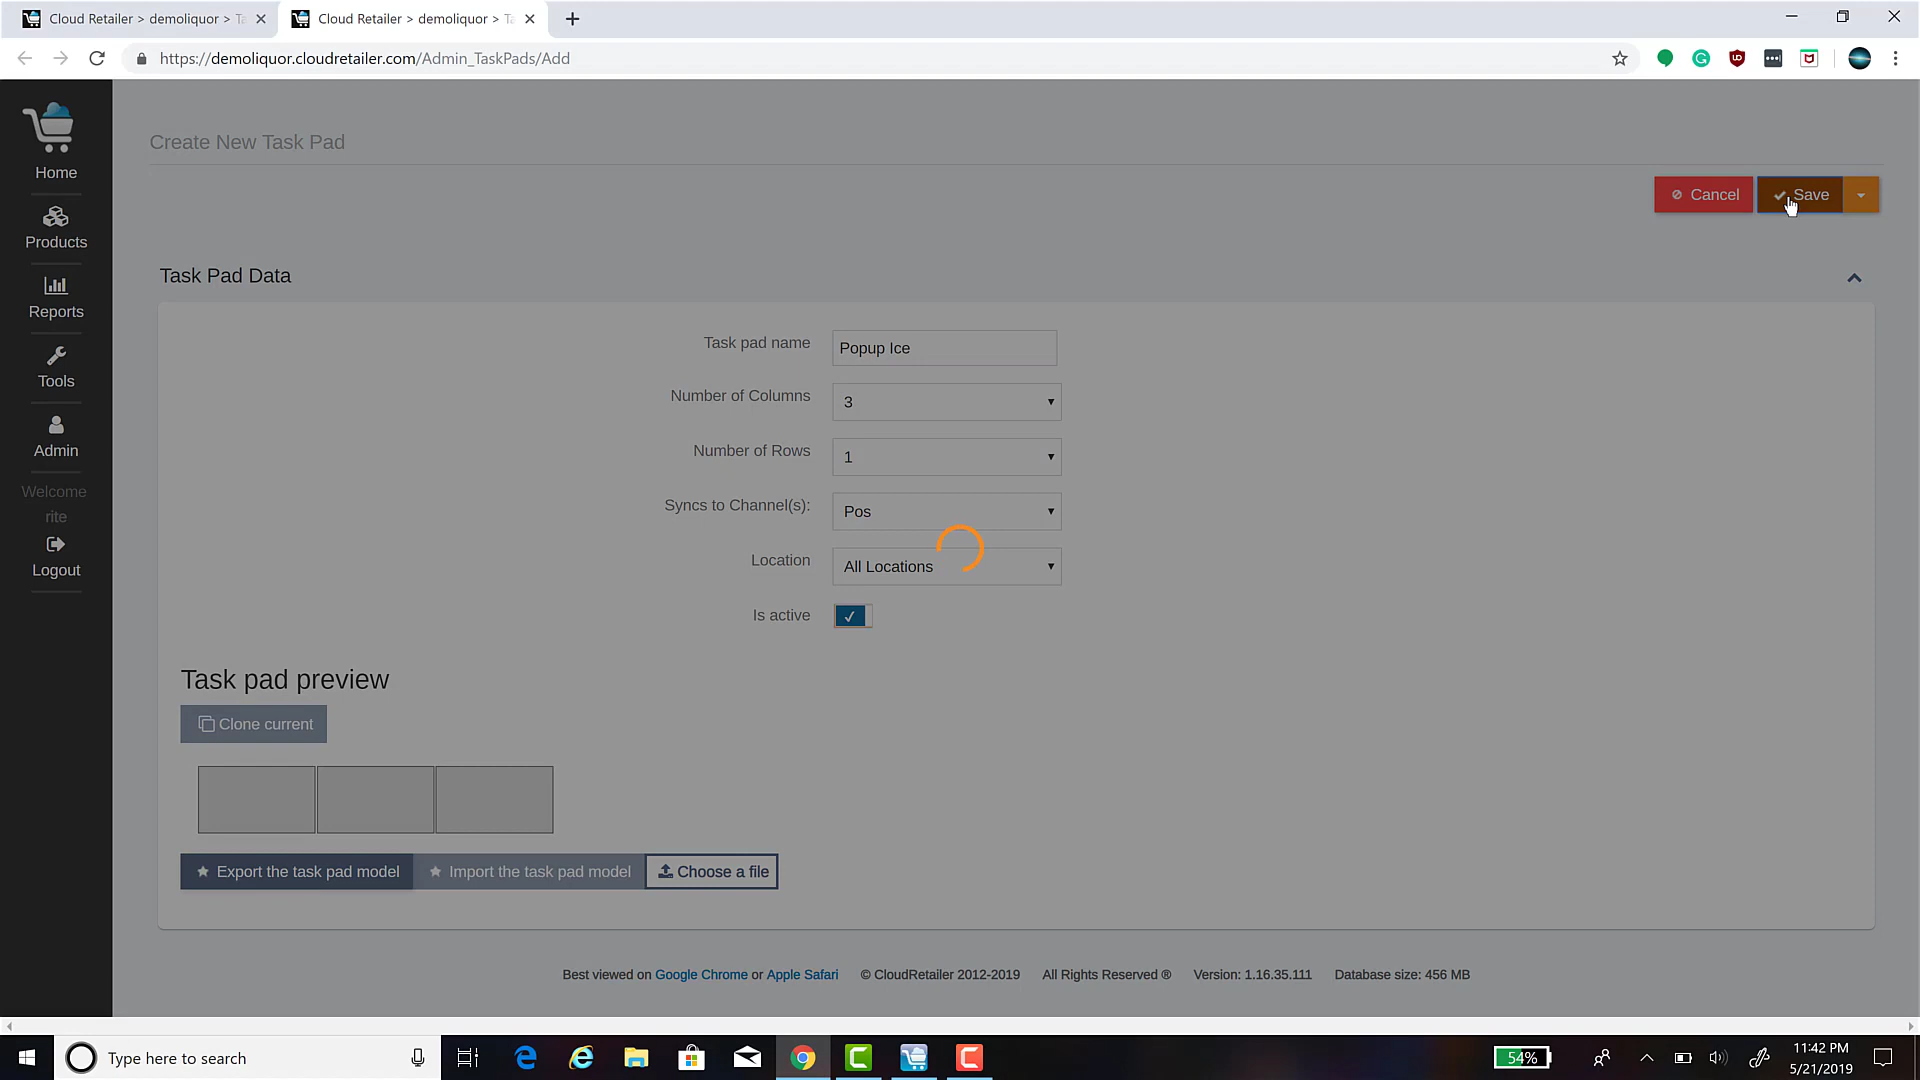 Cloud Retailer > demoliquor > Ta
Cloud Retailer > demoliquor > Ta
https://demoliquor.cloudretailer.com/Admin_TaskPads/Add
Home
Products
Reports
Tools
Admin
Welcome
rite
Logout
Create New Task Pad
Cancel
Save
Task Pad Data
Task pad name
Popup Ice
Number of Columns
3
Number of Rows
1
Syncs to Channel(s):
Pos
Location
All Locations
Is active
Task pad preview
Clone current
Export the task pad model
Import the task pad model
Choose a file
Best viewed on Google Chrome or Apple Safari © CloudRetailer 2012-2019 All Rights Reserved ® Version: 1.16.35.111 Database size: 456 MB
Type here to search
54%
11:42 PM
5/21/2019